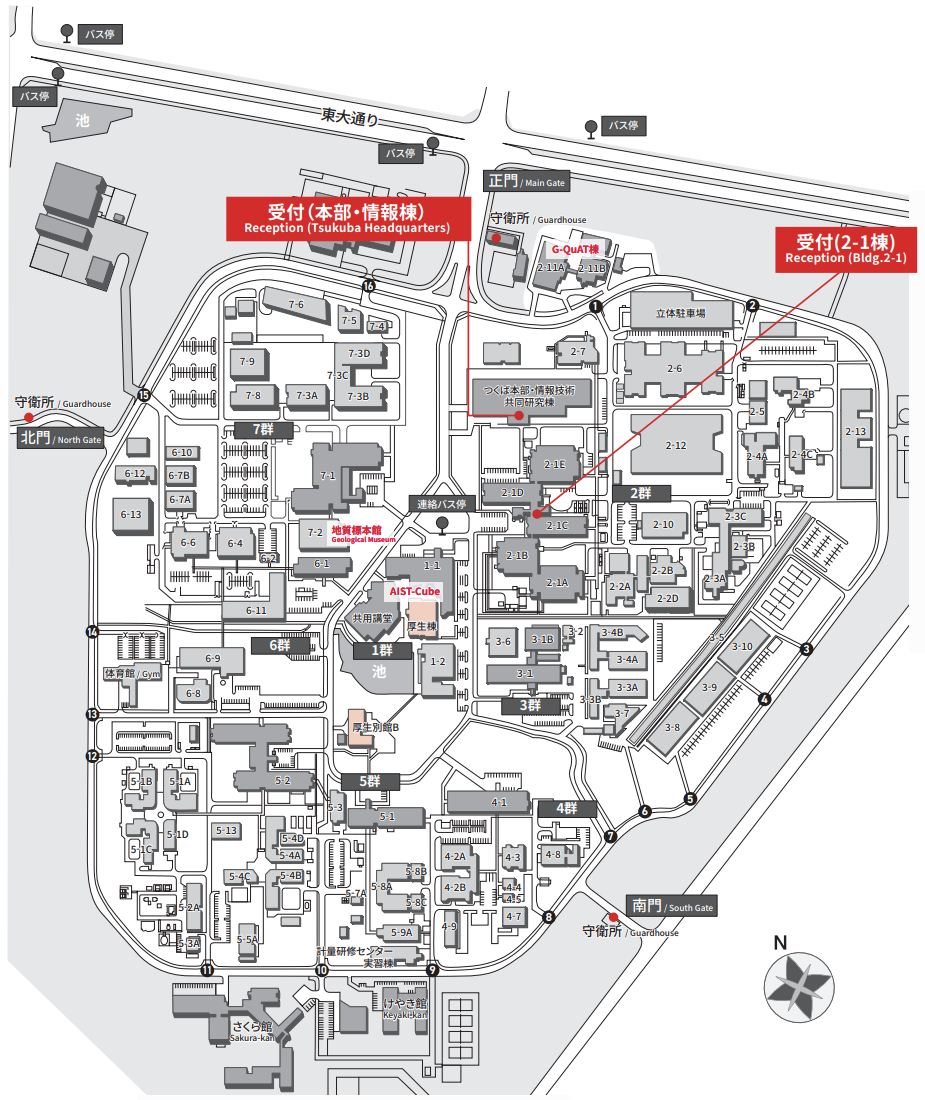 バス停
バス停
池
東大通り
バス停
バス停
正門 / Main Gate
受付（本部・情報棟）
Reception (Tsukuba Headquarters)
守衛所 / Guardhouse
受付(2-1棟)
Reception (Bldg.2-1)
G-QuAT棟
2-11A
2-11B
16
7-6
7-5
7-4
1
2
立体駐車場
7-9
7-3D
7-3C
2-7
2-6
15
7-8
7-3A
7-3B
つくば本部・情報技術
共同研究棟
2-5
2-4B
守衛所 / Guardhouse
北門 / North Gate
7群
2-13
2-12
6-10
6-12
6-7B
7-1
2-1E
2-4A
2-4C
6-7A
2-1D
2群
6-13
連絡バス停
2-3C
2-1C
2-10
7-2
地質標本館
Geological Museum
6-6
6-4
6-2
2-3B
6-1
1-1
2-1B
2-2B
2-1A
2-2A
2-3A
AIST-Cube
2-2D
6-11
共用講堂
厚生棟
14
3-6
3-1B
3-2
3-4B
3-5
3-10
6群
1群
3
6-9
1-2
3-4A
体育館 / Gym
池
3-1
6-8
3-3A
3-9
3-3B
4
13
3群
3-7
厚生別館B
3-8
12
5-1B
5-1A
5-2
5群
5-3
4-1
4群
5
6
5-1
5-13
5-1D
7
5-4D
5-1C
5-4A
4-2A
4-3
4-8
5-4C
5-4B
5-8B
5-8A
4-2B
4-4
5-7A
4-5
5-2A
5-8C
4-7
8
南門 / South Gate
4-9
5-9A
守衛所 / Guardhouse
5-3A
5-5A
計量研修センター
実習棟
N
11
10
9
けやき館
Keyaki-kan
さくら館
Sakura-kan